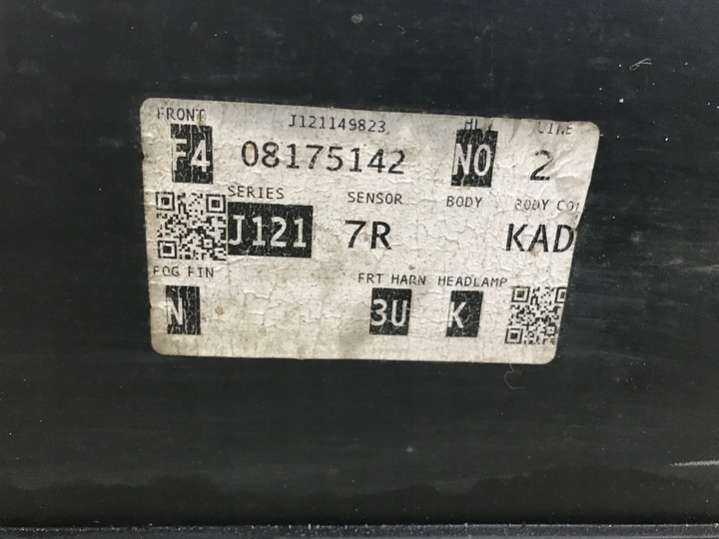 FRONT J121149823 LINE
F4 08175142 NO 2
SERIES SENSOR BODY BODY
J121 7R KAD
FOG FIN FRT HARN HEADLAMP
N 3U K